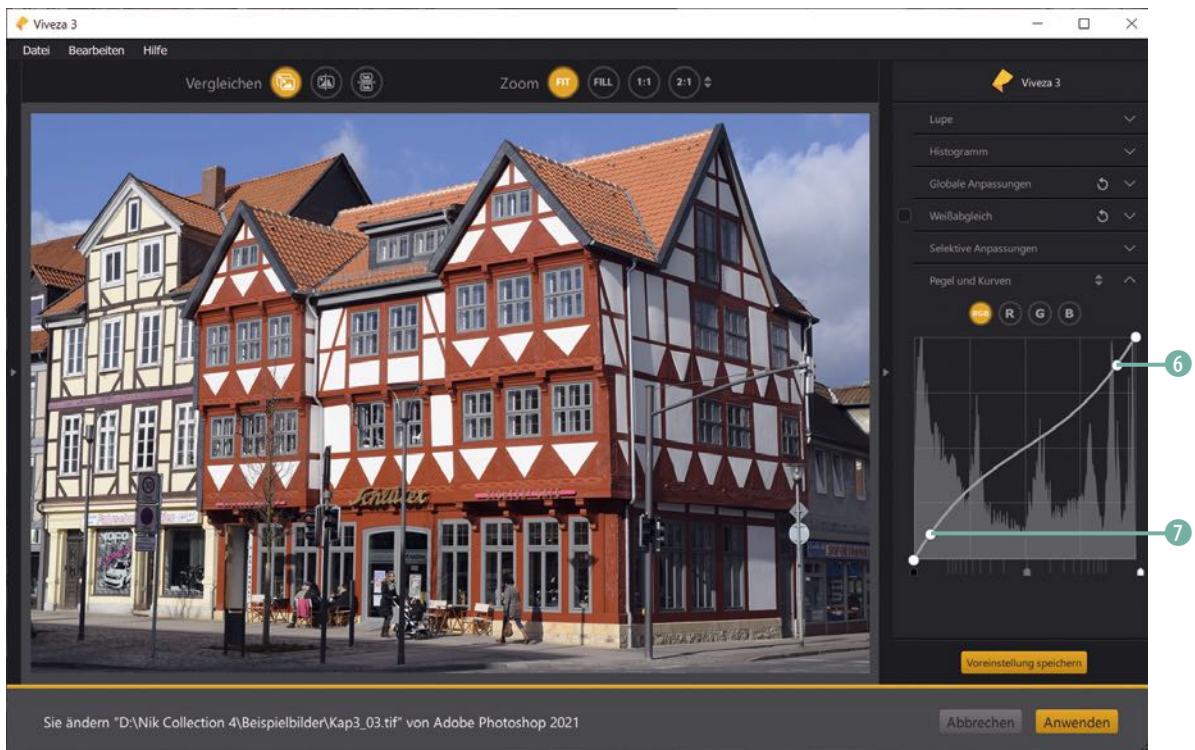 Viveza 3
Datei Bearbeiten Hilfe
Vergleichen Zoom FIT FILL 1:1 2:1
Viveza 3
Lupe
Histogramm
Globale Anpassungen
Weißabgleich
Selektive Anpassungen
Pegel und Kurven
RGB R G B
6
7
Schlüter
Voreinstellung speichern
Sie ändern "D:\Nik Collection 4\Beispielbilder\Kap3_03.tif" von Adobe Photoshop 2021
Abbrechen Anwenden